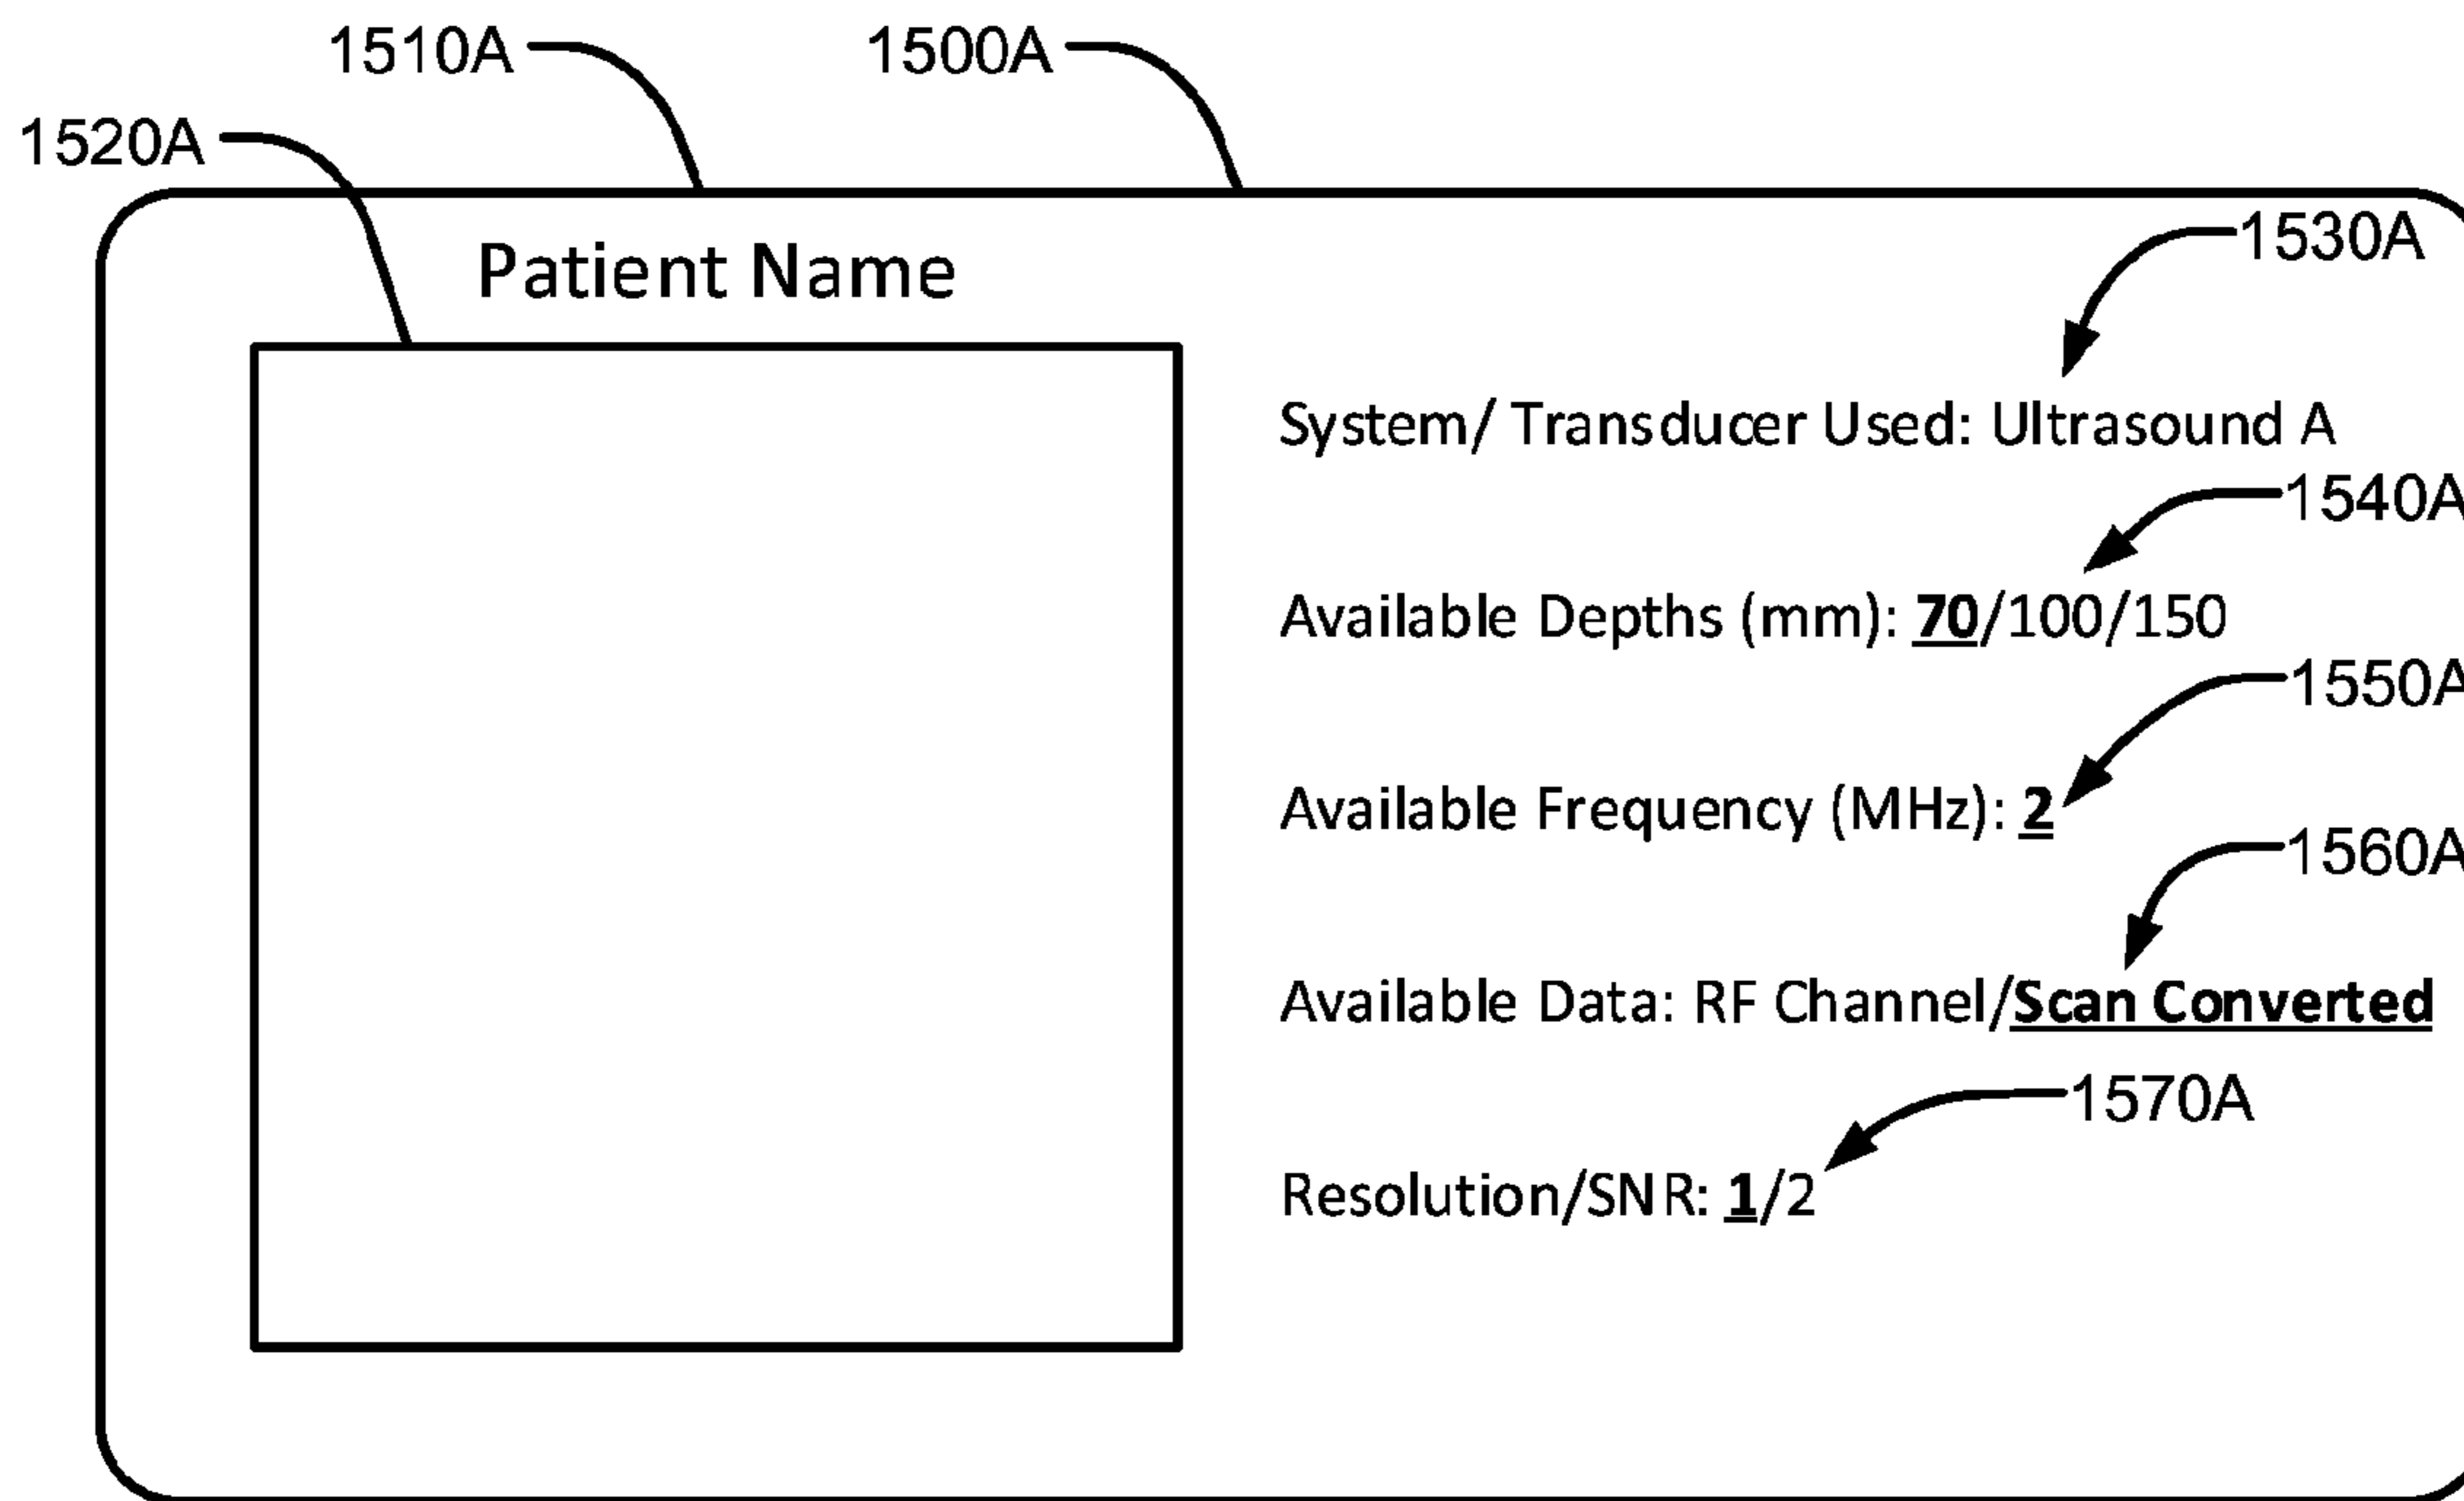 1510A
1500A
1520A
1530A
Patient Name
System/ Transducer Used: Ultrasound A
1540A
Available Depths (mm): 70/100/150
1550A
Available Frequency (MHz): 2
1560A
Available Data: RF Channel/Scan Converted
1570A
Resolution/SNR: 1/2